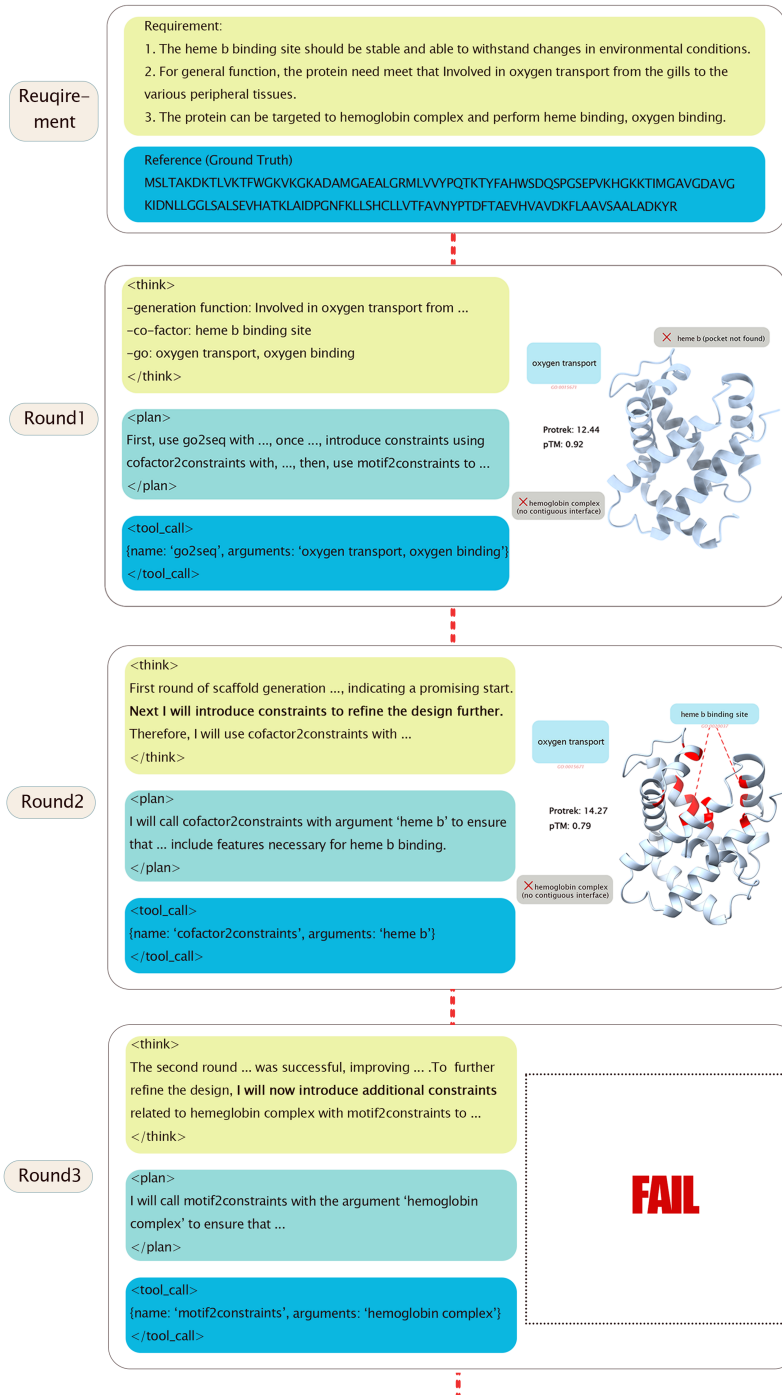 Reuqire-
ment
Requirement:
1. The heme b binding site should be stable and able to withstand changes in environmental conditions.
2. For general function, the protein need meet that Involved in oxygen transport from the gills to the
various peripheral tissues.
3. The protein can be targeted to hemoglobin complex and perform heme binding, oxygen binding.
Reference (Ground Truth)
MSLTAKDKTLVKTFWGKVKGKADAMGAEALGRMLVVYPQTKTYFAHWSDQSPGSEPVKHGKKTIMGAVGDAVG
KIDNLLGGLSALSEVHATKLAIDPGNFKLLSHCLLVTFAVNYPTDFTAEVHVAVDKFLAAVSAALADKYR
Round1
<think>
-generation function: Involved in oxygen transport from ...
-co-factor: heme b binding site
-go: oxygen transport, oxygen binding
</think>
<plan>
First, use go2seq with ..., once ..., introduce constraints using
cofactor2constraints with, ..., then, use motif2constraints to ...
</plan>
<tool_call>
{name: ‘go2seq’, arguments: ‘oxygen transport, oxygen binding’}
</tool_call>
heme b (pocket not found)
oxygen transport
Protrek: 12.44
pTM: 0.92
hemoglobin complex
(no contiguous interface)
Round2
<think>
First round of scaffold generation ..., indicating a promising start.
Next I will introduce constraints to refine the design further.
Therefore, I will use cofactor2constraints with ...
</think>
<plan>
I will call cofactor2constraints with argument ‘heme b’ to ensure
that ... include features necessary for heme b binding.
</plan>
<tool_call>
{name: ‘cofactor2constraints’, arguments: ‘heme b’}
</tool_call>
heme b binding site
oxygen transport
Protrek: 14.27
pTM: 0.79
hemoglobin complex
(no contiguous interface)
Round3
<think>
The second round ... was successful, improving ... .To further
refine the design, I will now introduce additional constraints
related to hemeglobin complex with motif2constraints to ...
</think>
<plan>
I will call motif2constraints with the argument ‘hemoglobin
complex’ to ensure that ...
</plan>
<tool_call>
{name: ‘motif2constraints’, arguments: ‘hemoglobin complex’}
</tool_call>
FAIL